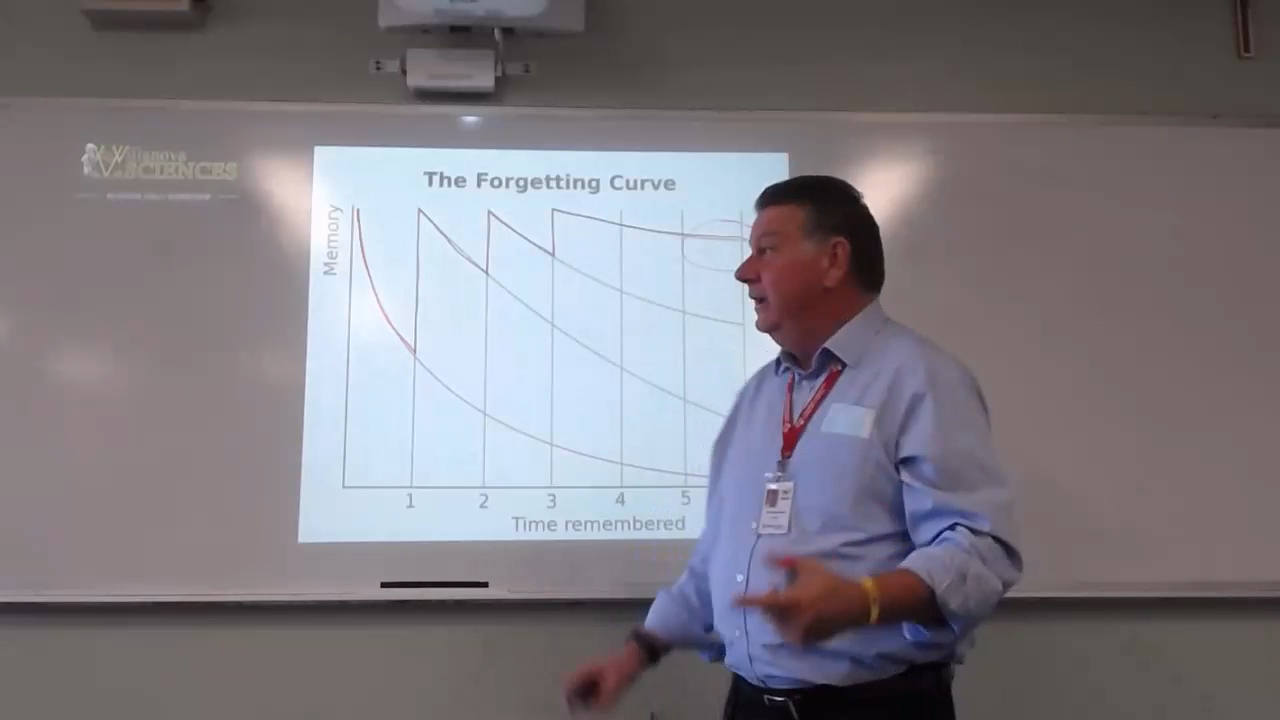 Villanova
SCIENCES
The Forgetting Curve
Memory
1 2 3 4 5
Time remembered